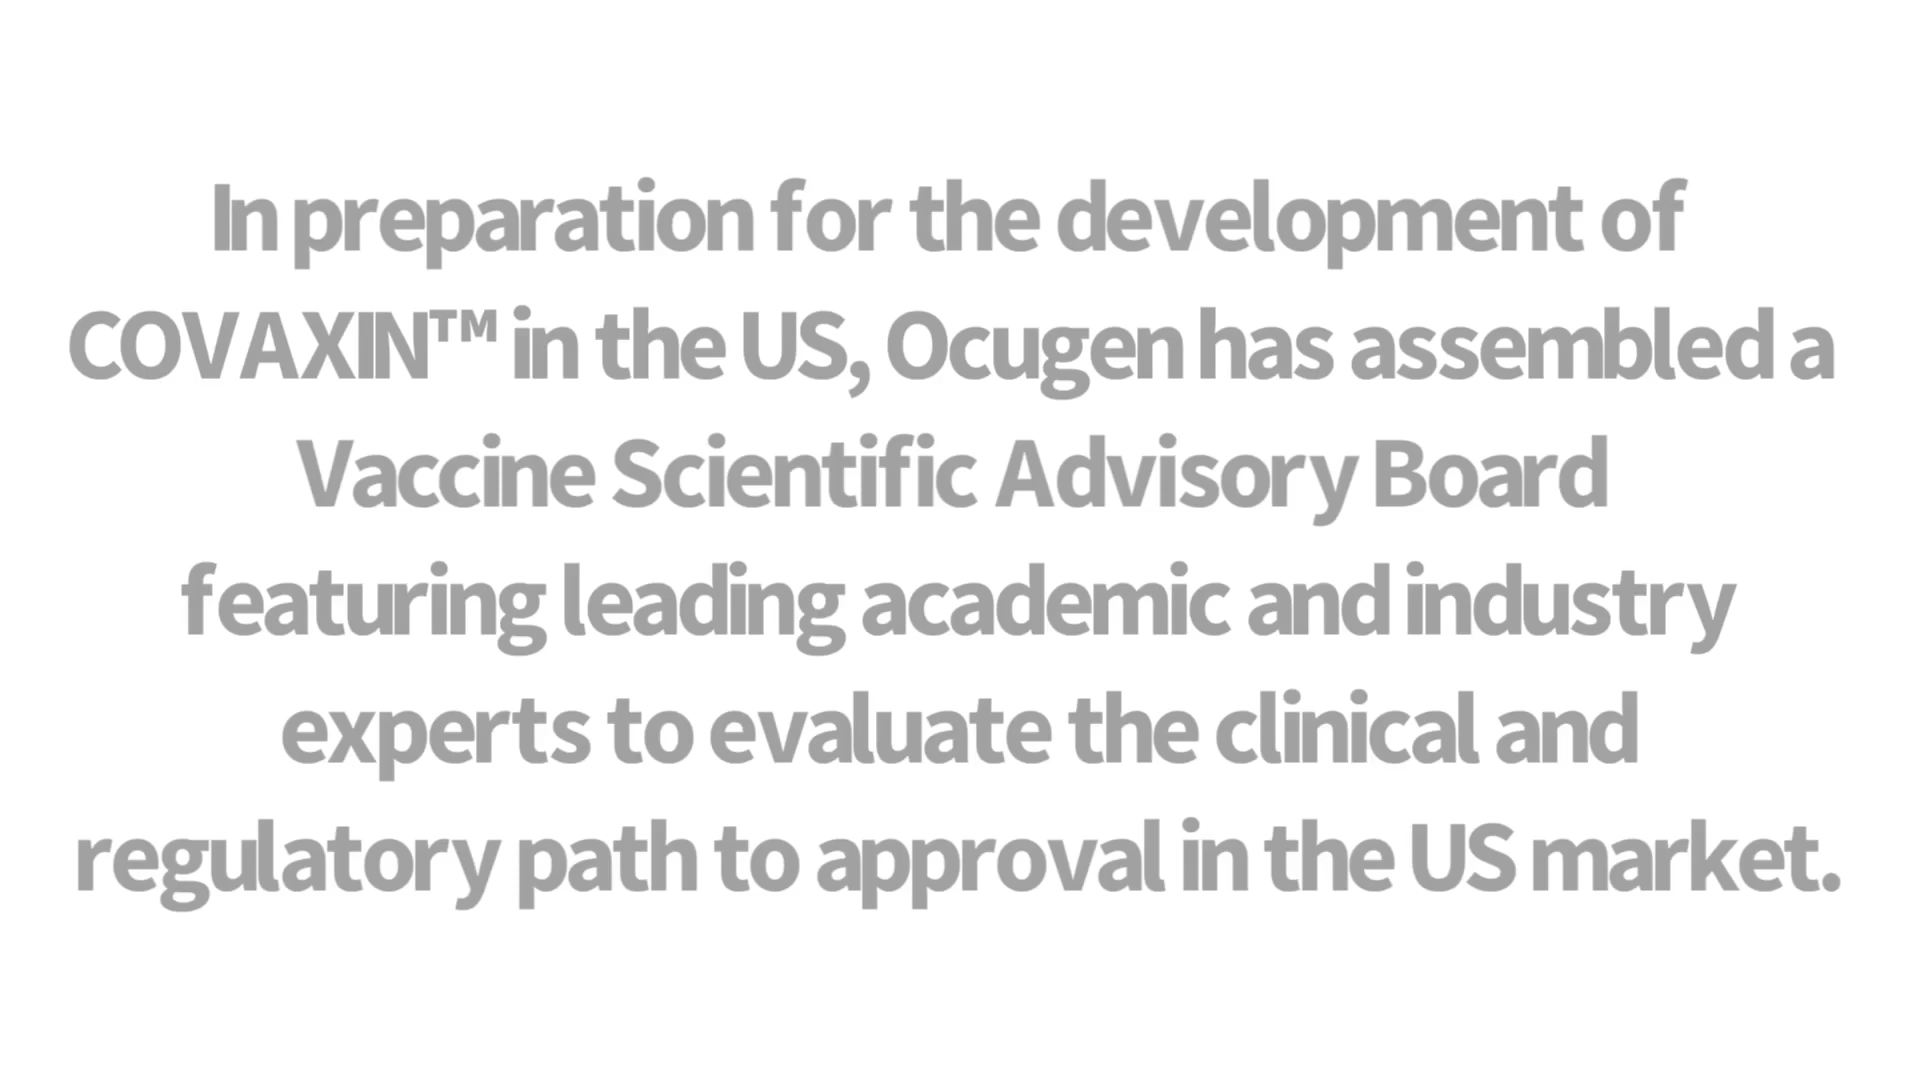 In preparation for the development of
COVAXIN™ in the US, Ocugen has assembled a
Vaccine Scientific Advisory Board
featuring leading academic and industry
experts to evaluate the clinical and
regulatory path to approval in the US market.